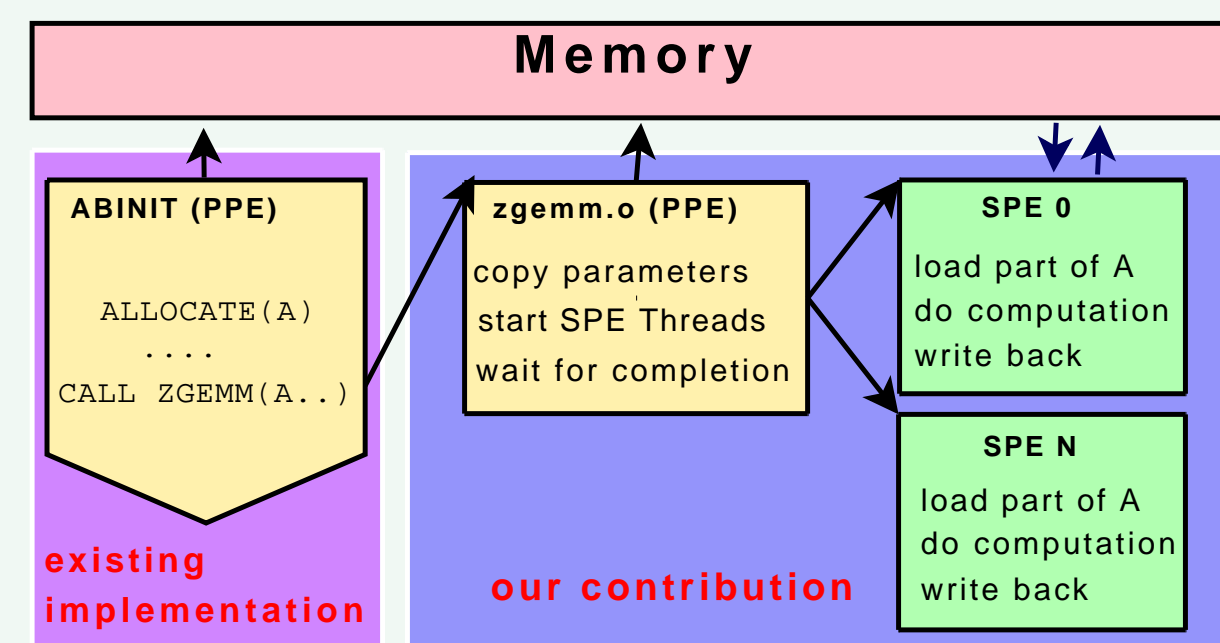 Memory
ABINIT (PPE)
ALLOCATE(A)
....
CALL ZGEMM(A..)
existing
implementation
zgemm.o (PPE)
copy parameters
start SPE Threads
wait for completion
our contribution
SPE 0
load part of A
do computation
write back
SPE N
load part of A
do computation
write back